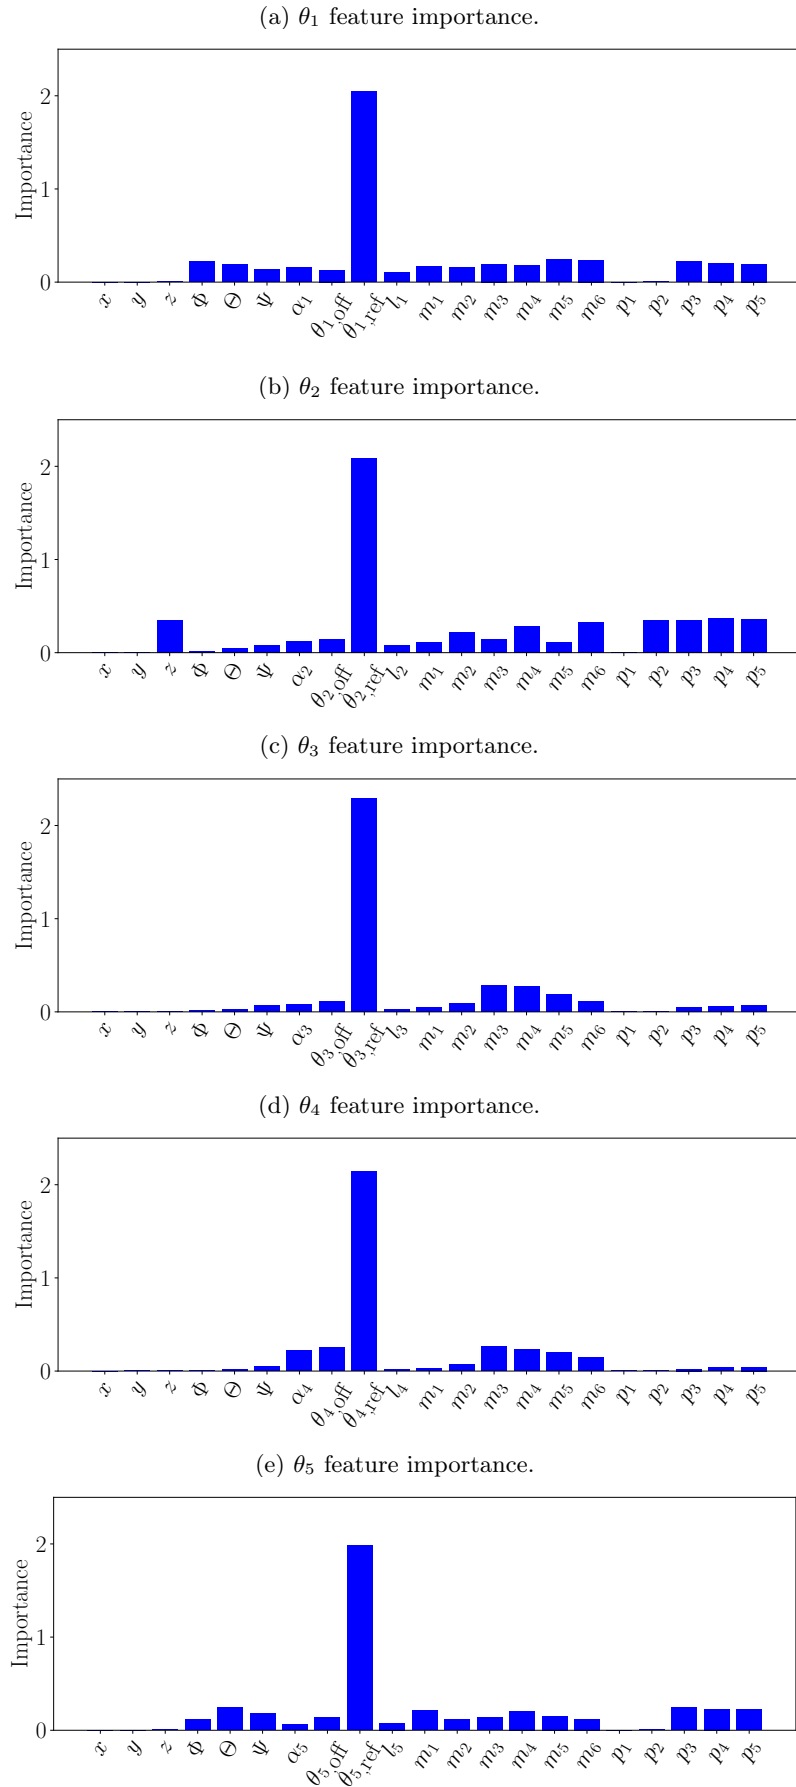 (a) θ₁ feature importance.
2
1
0
Importance
x y z Φ Θ Ψ α₁ θ₁,off θ₁,ref l₁ m₁ m₂ m₃ m₄ m₅ m₆ p₁ p₂ p₃ p₄ p₅
(b) θ₂ feature importance.
2
1
0
Importance
x y z Φ Θ Ψ α₂ θ₂,off θ₂,ref l₂ m₁ m₂ m₃ m₄ m₅ m₆ p₁ p₂ p₃ p₄ p₅
(c) θ₃ feature importance.
2
1
0
Importance
x y z Φ Θ Ψ α₃ θ₃,off θ₃,ref l₃ m₁ m₂ m₃ m₄ m₅ m₆ p₁ p₂ p₃ p₄ p₅
(d) θ₄ feature importance.
2
1
0
Importance
x y z Φ Θ Ψ α₄ θ₄,off θ₄,ref l₄ m₁ m₂ m₃ m₄ m₅ m₆ p₁ p₂ p₃ p₄ p₅
(e) θ₅ feature importance.
2
1
0
Importance
x y z Φ Θ Ψ α₅ θ₅,off θ₅,ref l₅ m₁ m₂ m₃ m₄ m₅ m₆ p₁ p₂ p₃ p₄ p₅